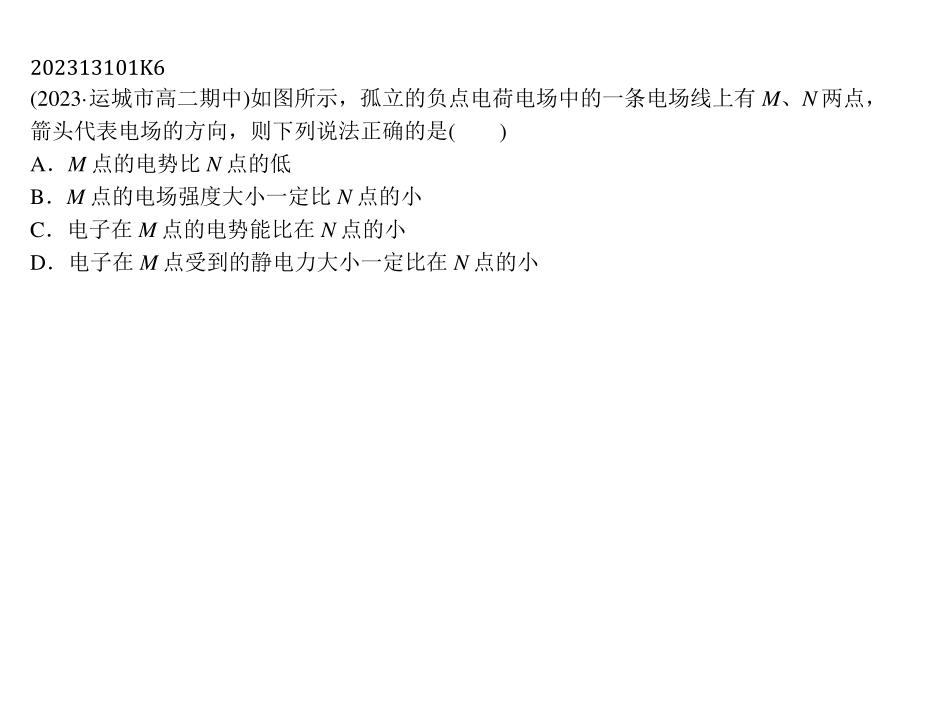 202313101K6
(2023·运城市高二期中)如图所示，孤立的负点电荷电场中的一条电场线上有 M、N 两点，
箭头代表电场的方向，则下列说法正确的是(　　)
A．M 点的电势比 N 点的低
B．M 点的电场强度大小一定比 N 点的小
C．电子在 M 点的电势能比在 N 点的小
D．电子在 M 点受到的静电力大小一定比在 N 点的小